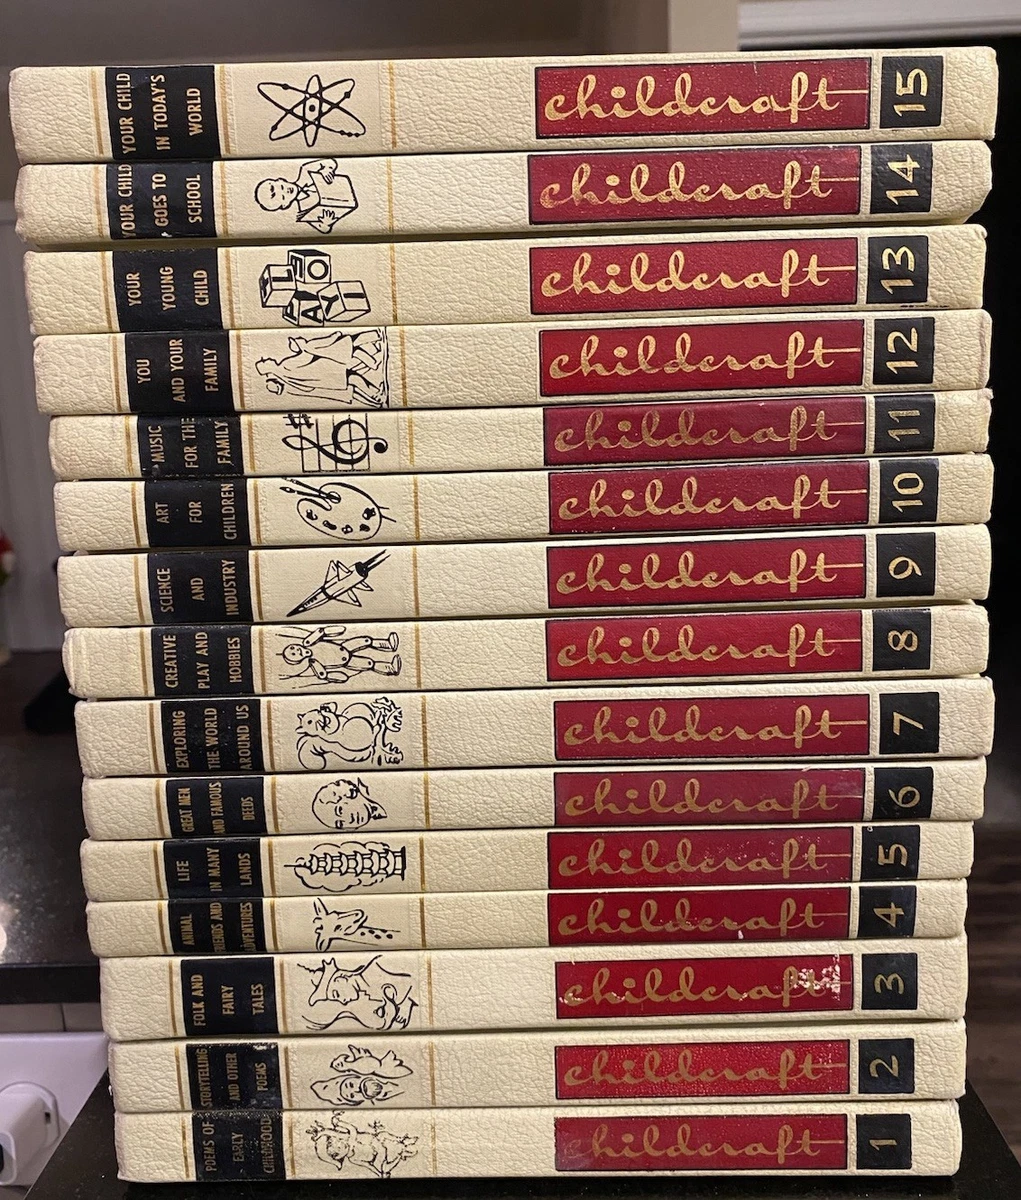 YOUR CHILD
IN TODAY'S
WORLD
childcraft
15
YOUR CHILD
GOES TO
SCHOOL
childcraft
14
YOUR
YOUNG
CHILD
childcraft
13
YOU
AND YOUR
FAMILY
childcraft
12
MUSIC
FOR THE
FAMILY
childcraft
11
ART
FOR
CHILDREN
childcraft
10
SCIENCE
AND
INDUSTRY
childcraft
9
CREATIVE
PLAY AND
HOBBIES
childcraft
8
EXPLORING
THE WORLD
AROUND US
childcraft
7
GREAT MEN
AND FAMOUS
DEEDS
childcraft
6
LIFE
IN MANY
LANDS
childcraft
5
ANIMAL
FRIENDS AND
ADVENTURES
childcraft
4
FOLK AND
FAIRY
TALES
childcraft
3
STORYTELLING
AND OTHER
POEMS
childcraft
2
POEMS OF
EARLY
CHILDHOOD
childcraft
1